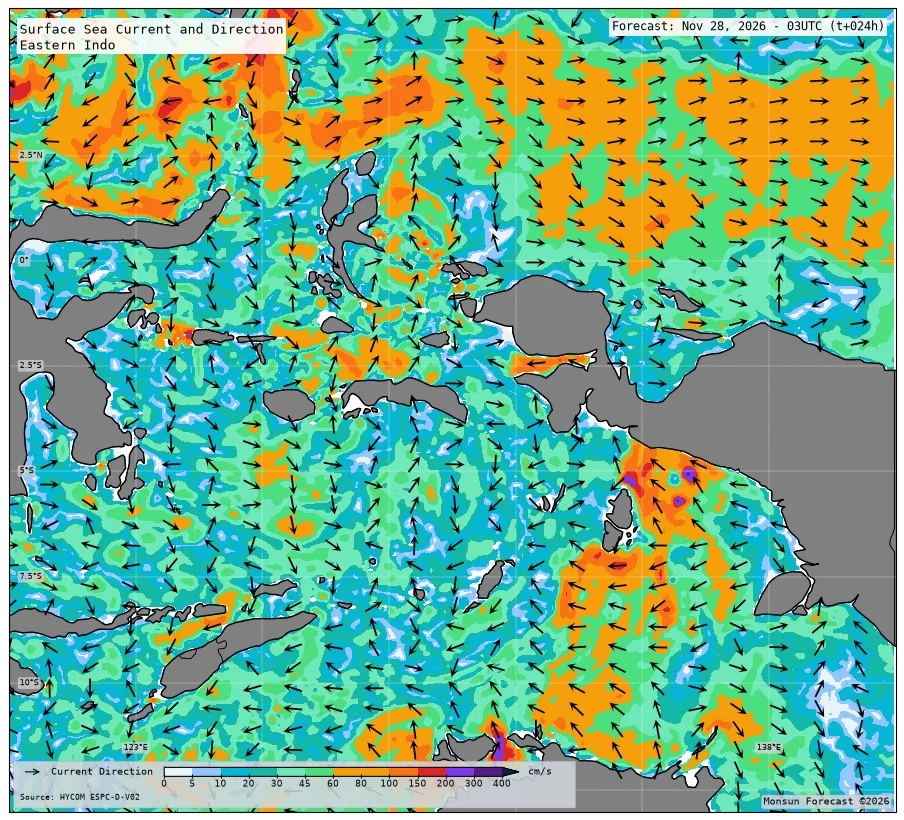 Surface Sea Current and Direction
Eastern Indo
Forecast: Nov 28, 2026 - 03UTC (t+024h)
2.5°N
0°
2.5°S
5°S
7.5°S
10°S
123°E
138°E
Current Direction
0 5 10 20 30 45 60 80 100 150 200 300 400
cm/s
Source: HYCOM ESPC-D-V02
Monsun Forecast ©2026